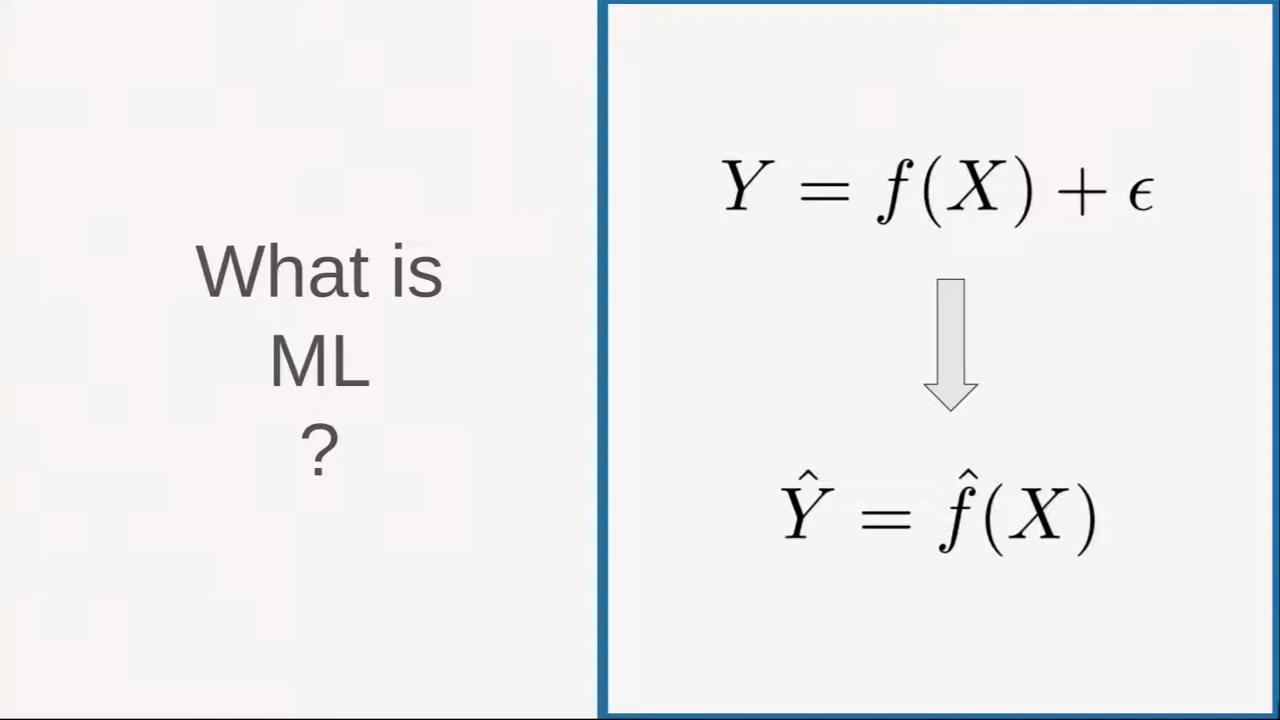 What is
ML
?
Y = f(X) + ϵ
Ŷ = f̂(X)